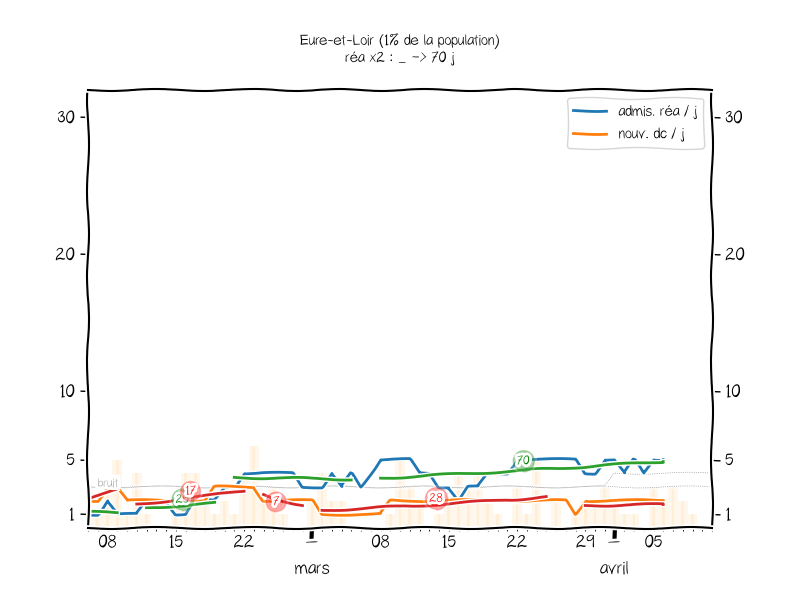 Eure-et-Loir (1% de la population)
réa x2 : _ -> 70 j
admis. réa / j
nouv. dc / j
30 30
20 20
10 10
5 5
bruit
70
17
7
28
1 1
08 15 22 08 15 22 29 05
mars avril